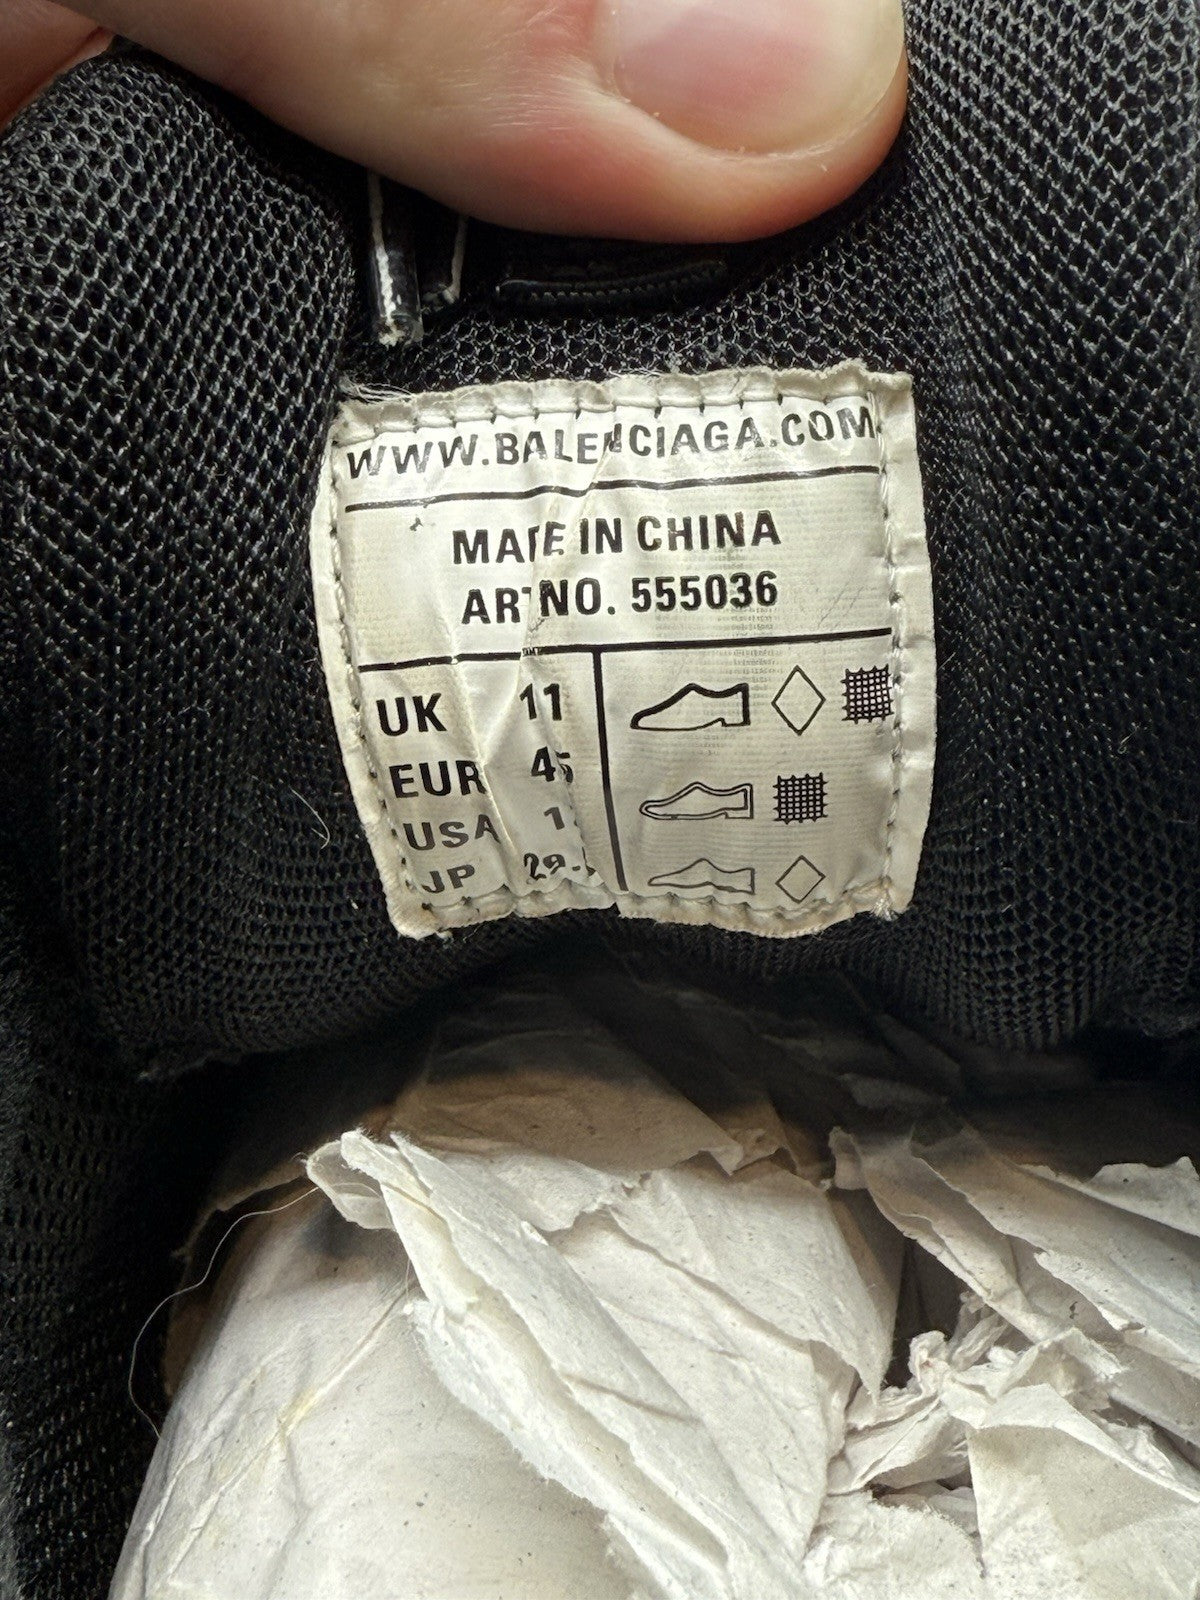 WWW.BALENCIAGA.COM
MADE IN CHINA
ART NO. 555036
UK 11
EUR 45
USA
JP